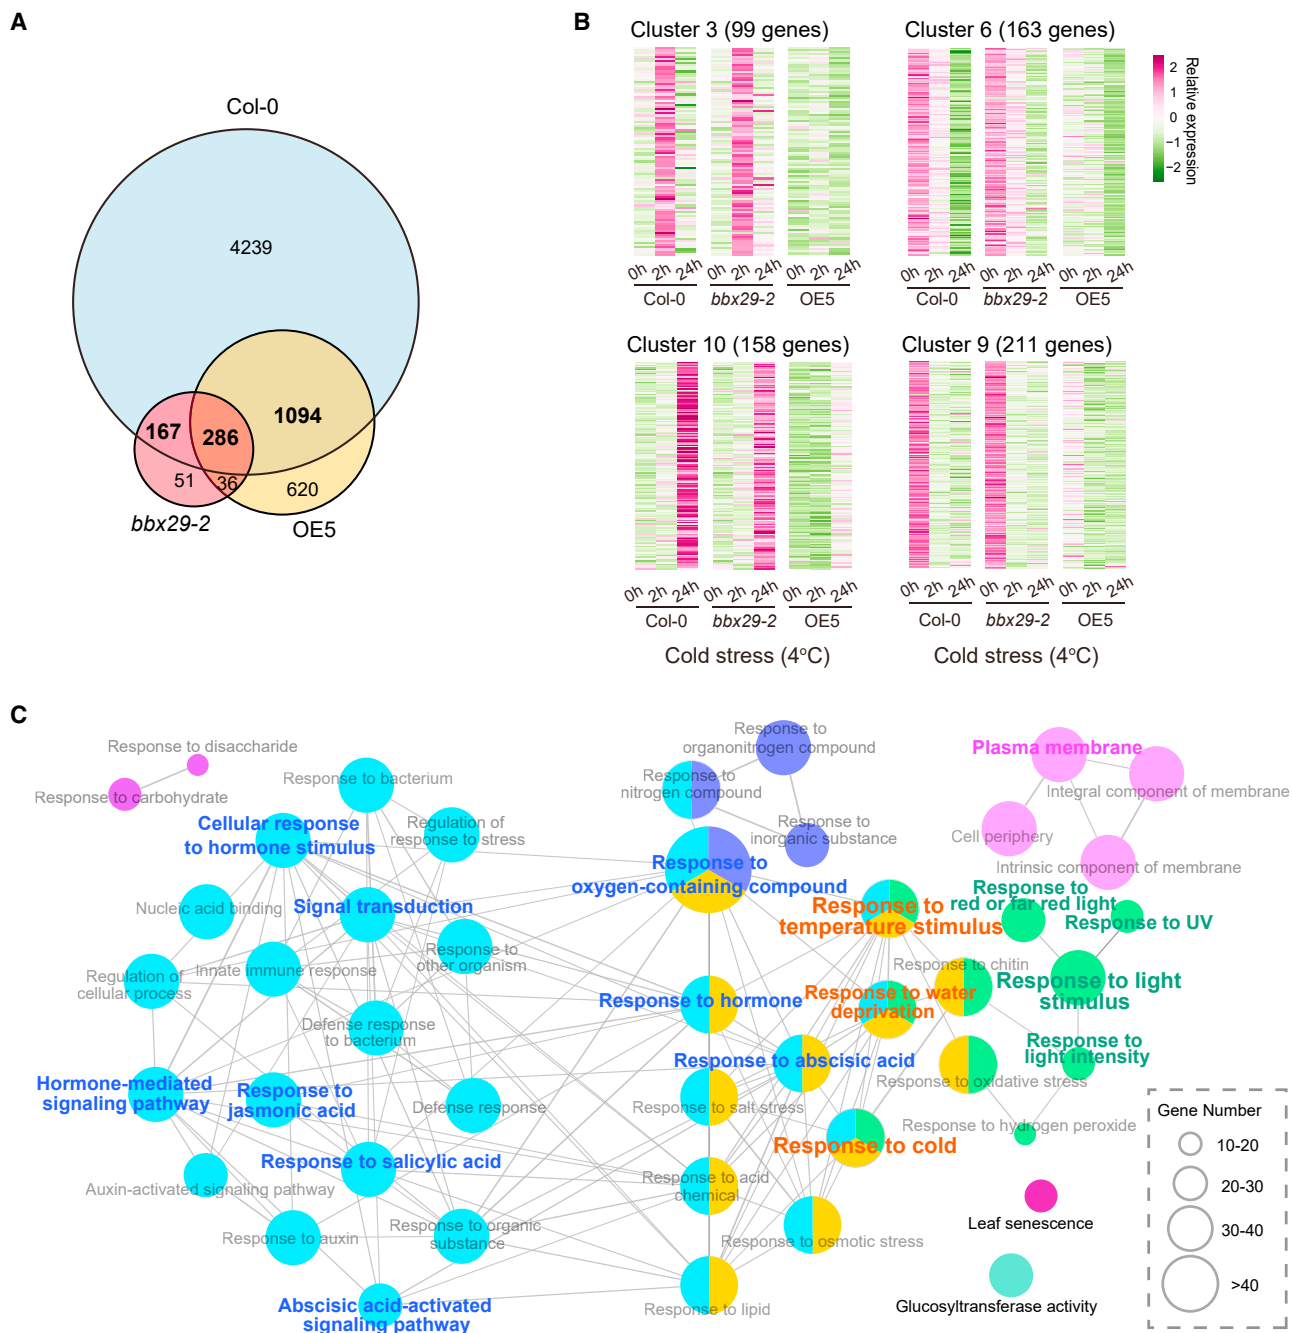 A
Col-0
4239
1094
167
286
51
36
620
bbx29-2
OE5
B
Cluster 3 (99 genes)
Cluster 6 (163 genes)
2
1
0
−1
−2
Relative expression
0h 2h 24h 0h 2h 24h 0h 2h 24h
Col-0 bbx29-2 OE5
0h 2h 24h 0h 2h 24h 0h 2h 24h
Col-0 bbx29-2 OE5
Cluster 10 (158 genes)
Cluster 9 (211 genes)
0h 2h 24h 0h 2h 24h 0h 2h 24h
Col-0 bbx29-2 OE5
0h 2h 24h 0h 2h 24h 0h 2h 24h
Col-0 bbx29-2 OE5
Cold stress (4°C)
Cold stress (4°C)
C
Response to disaccharide
Response to carbohydrate
Response to bacterium
Cellular response
to hormone stimulus
Regulation of
response to stress
Nucleic acid binding
Signal transduction
Regulation of
cellular process
Innate immune response
Response to
other organism
Defense response
to bacterium
Hormone-mediated
signaling pathway
Response to
jasmonic acid
Defense response
Response to salicylic acid
Auxin-activated signaling pathway
Response to auxin
Response to organic
substance
Abscisic acid-activated
signaling pathway
Response to
organonitrogen compound
Response to
nitrogen compound
Response to
inorganic substance
Response to
oxygen-containing compound
Response to
temperature stimulus
Response to hormone
Response to water
deprivation
Response to abscisic acid
Response to salt stress
Response to cold
Response to acid
chemical
Response to osmotic stress
Response to lipid
Plasma membrane
Integral component of membrane
Cell periphery
Intrinsic component of membrane
Response to
red or far red light
Response to UV
Response to chitin
Response to light
stimulus
Response to
light intensity
Response to oxidative stress
Response to hydrogen peroxide
Leaf senescence
Glucosyltransferase activity
Gene Number
10-20
20-30
30-40
>40